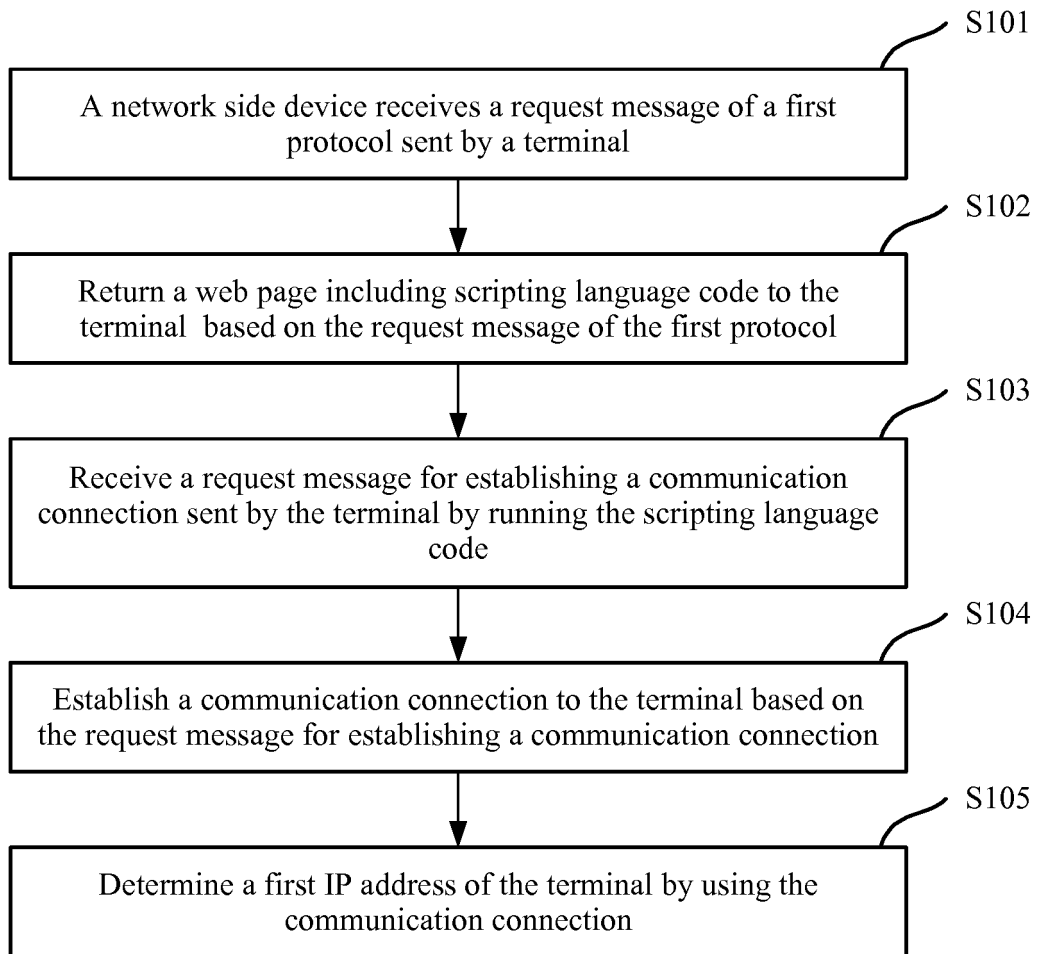 S101
A network side device receives a request message of a first
protocol sent by a terminal
S102
Return a web page including scripting language code to the
terminal based on the request message of the first protocol
S103
Receive a request message for establishing a communication
connection sent by the terminal by running the scripting language
code
S104
Establish a communication connection to the terminal based on
the request message for establishing a communication connection
S105
Determine a first IP address of the terminal by using the
communication connection